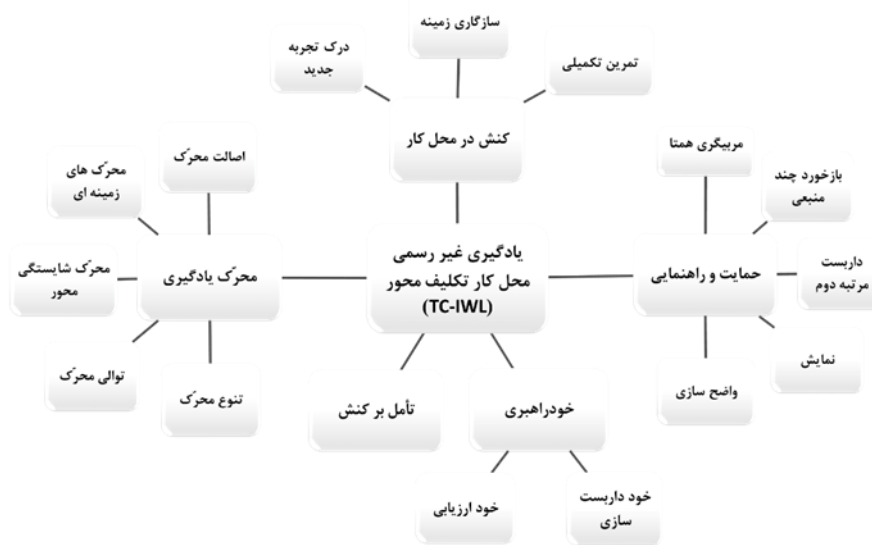 سازگاری زمینه
درک تجربه
جدید
تمرین تکمیلی
کنش در محل کار
مربیگری همتا
اصالت محرّک
محرّک های
زمینه ای
بازخورد چند
منبعی
یادگیری غیر رسمی
محل کار تکلیف محور
(TC-IWL)
حمایت و راهنمایی
داربست
مرتبه دوم
محرّک یادگیری
محرّک شایستگی
محور
نمایش
واضح سازی
توالی محرّک
تنوع محرّک
تأمل بر کنش
خودراهبری
خود ارزیابی
خود داربست
سازی